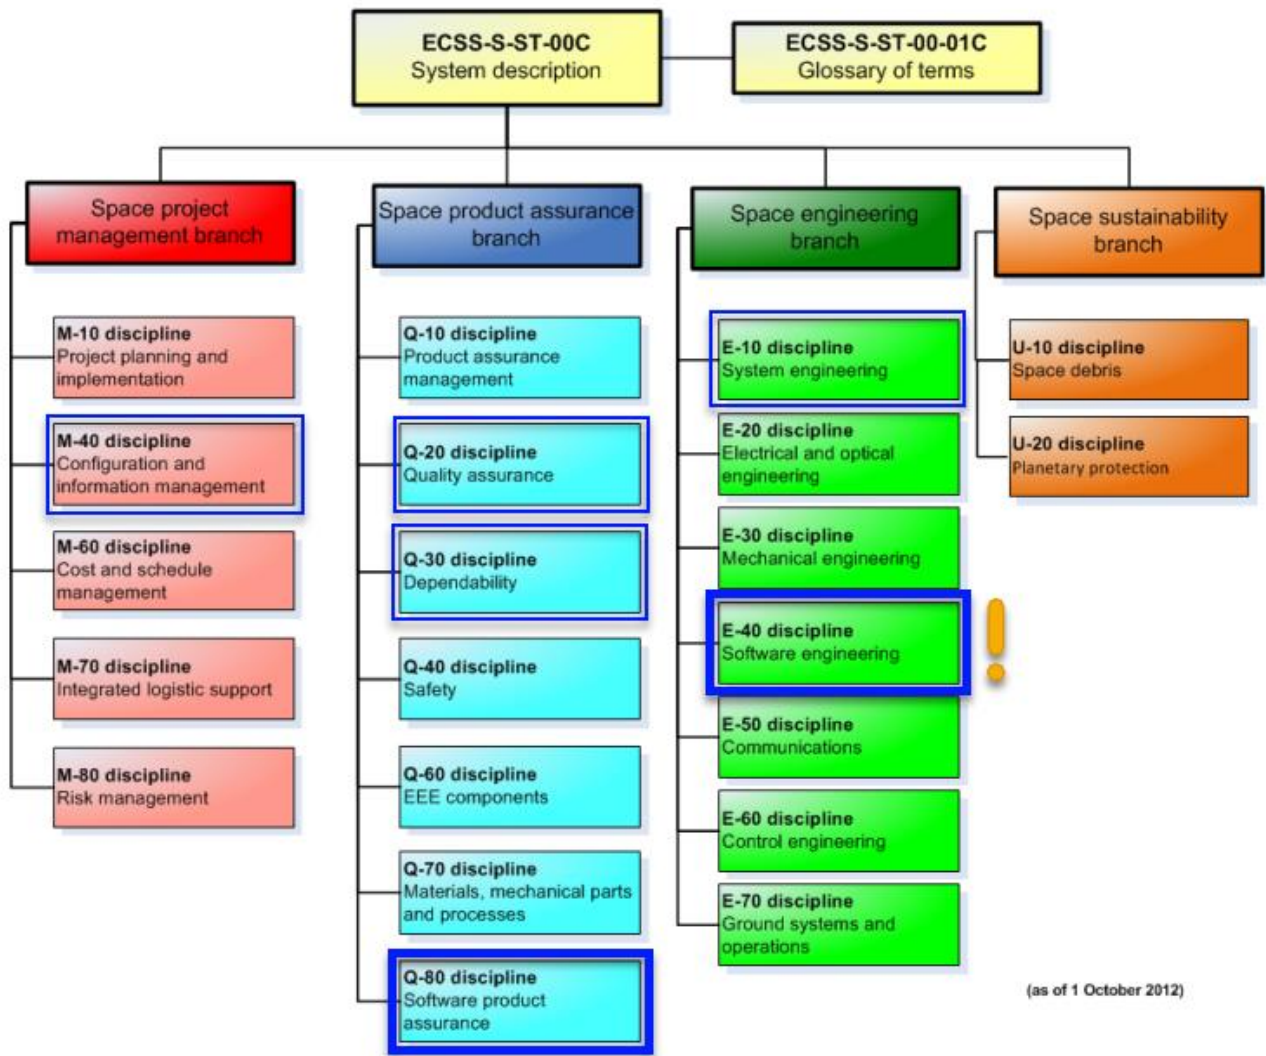 ECSS-S-ST-00C
System description
ECSS-S-ST-00-01C
Glossary of terms
Space project
management branch
Space product assurance
branch
Space engineering
branch
Space sustainability
branch
M-10 discipline
Project planning and
implementation
M-40 discipline
Configuration and
information management
M-60 discipline
Cost and schedule
management
M-70 discipline
Integrated logistic support
M-80 discipline
Risk management
Q-10 discipline
Product assurance
management
Q-20 discipline
Quality assurance
Q-30 discipline
Dependability
Q-40 discipline
Safety
Q-60 discipline
EEE components
Q-70 discipline
Materials, mechanical parts
and processes
Q-80 discipline
Software product
assurance
E-10 discipline
System engineering
E-20 discipline
Electrical and optical
engineering
E-30 discipline
Mechanical engineering
E-40 discipline
Software engineering
!
E-50 discipline
Communications
E-60 discipline
Control engineering
E-70 discipline
Ground systems and
operations
U-10 discipline
Space debris
U-20 discipline
Planetary protection
(as of 1 October 2012)